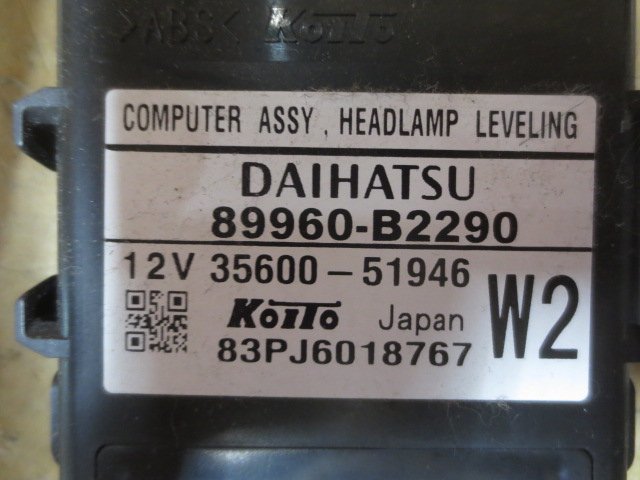 >ABS< KOITO
COMPUTER ASSY, HEADLAMP LEVELING
DAIHATSU
89960-B2290
12V 35600-51946
KOITO Japan W2
83PJ6018767